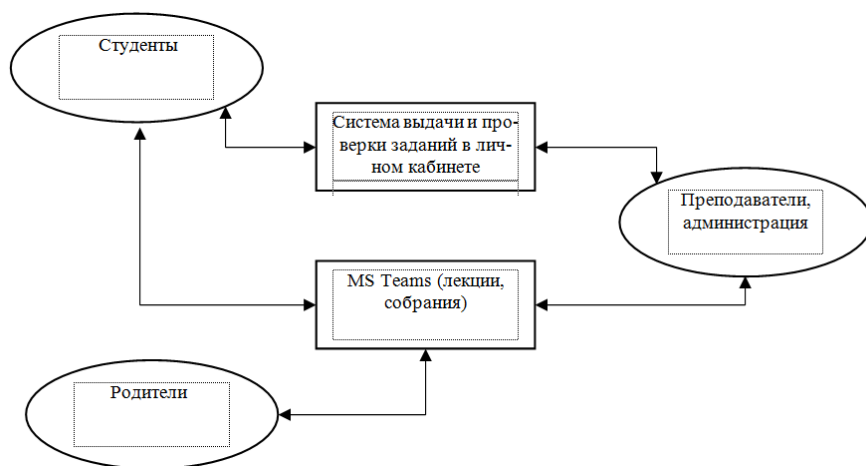 Студенты
Система выдачи и про-
верки заданий в лич-
ном кабинете
Преподаватели,
администрация
MS Teams (лекции,
собрания)
Родители